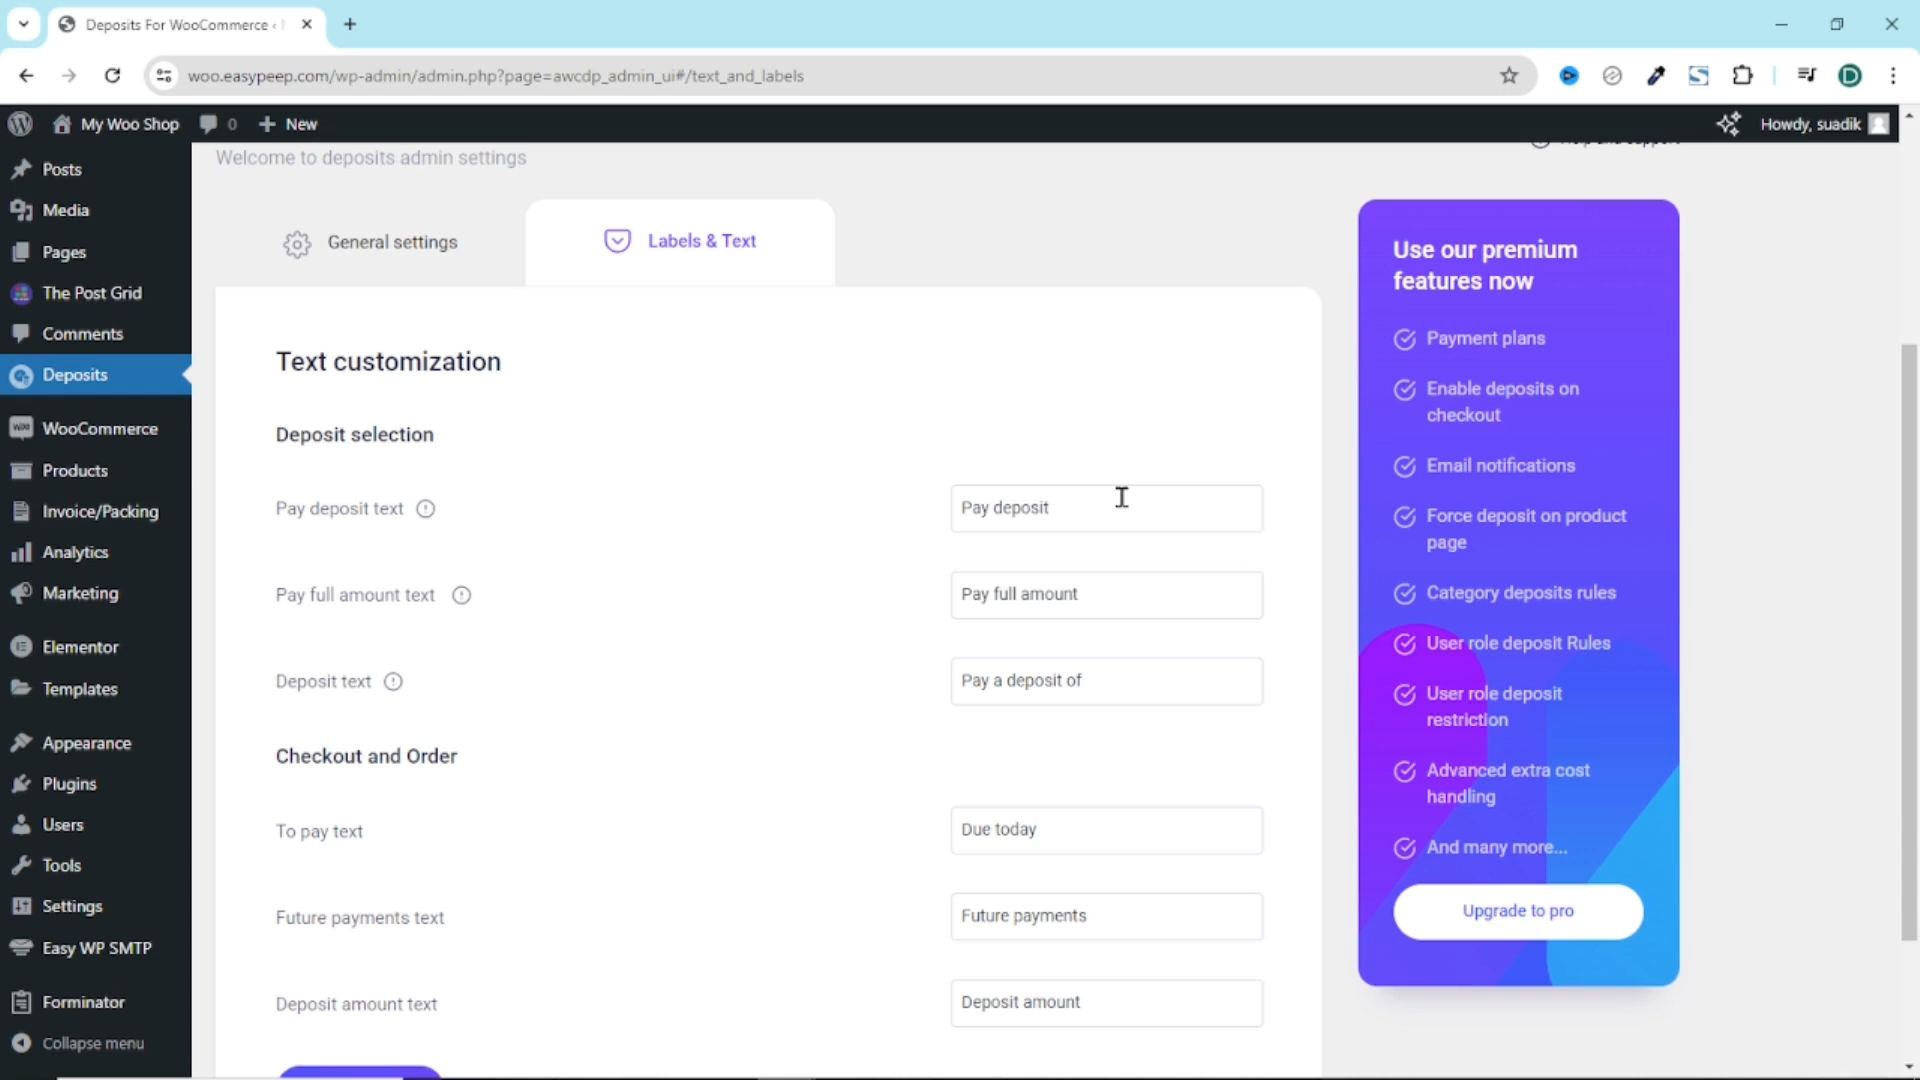 Deposits For WooCommerce ‹
woo.easypeep.com/wp-admin/admin.php?page=awcdp_admin_ui#/text_and_labels
D
My Woo Shop
0
New
Howdy, suadik
Posts
Media
Pages
The Post Grid
Comments
Deposits
WooCommerce
Products
Invoice/Packing
Analytics
Marketing
Elementor
Templates
Appearance
Plugins
Users
Tools
Settings
Easy WP SMTP
Forminator
Collapse menu
Welcome to deposits admin settings
Help and support
General settings
Labels & Text
Text customization
Deposit selection
Pay deposit text
Pay deposit
Pay full amount text
Pay full amount
Deposit text
Pay a deposit of
Checkout and Order
To pay text
Due today
Future payments text
Future payments
Deposit amount text
Deposit amount
Use our premium
features now
Payment plans
Enable deposits on
checkout
Email notifications
Force deposit on product
page
Category deposits rules
User role deposit Rules
User role deposit
restriction
Advanced extra cost
handling
And many more...
Upgrade to pro